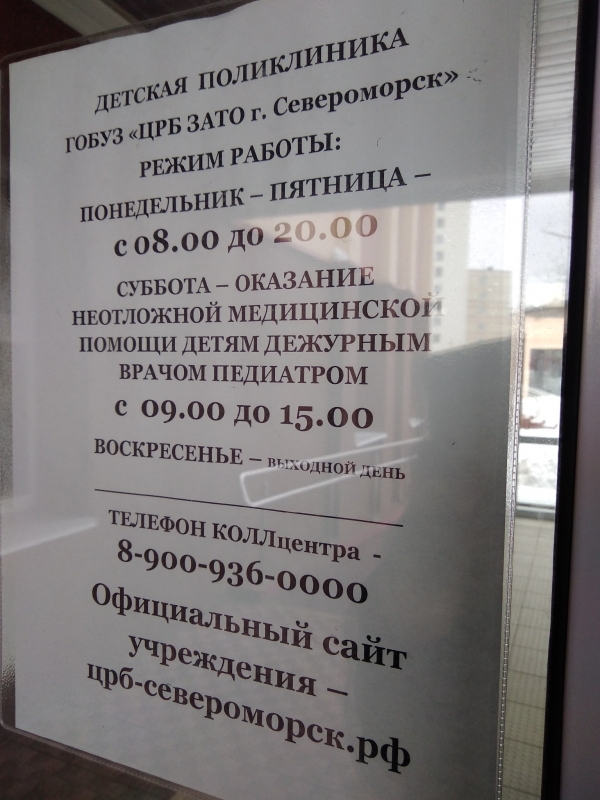 ДЕТСКАЯ ПОЛИКЛИНИКА
ГОБУЗ «ЦРБ ЗАТО г. Североморск»
РЕЖИМ РАБОТЫ:
ПОНЕДЕЛЬНИК – ПЯТНИЦА –
с 08.00 до 20.00
СУББОТА – ОКАЗАНИЕ
НЕОТЛОЖНОЙ МЕДИЦИНСКОЙ
ПОМОЩИ ДЕТЯМ ДЕЖУРНЫМ
ВРАЧОМ ПЕДИАТРОМ
с 09.00 до 15.00
ВОСКРЕСЕНЬЕ – ВЫХОДНОЙ ДЕНЬ
ТЕЛЕФОН КОЛЛцентра -
8-900-936-0000
Официальный сайт
учреждения –
црб-североморск.рф